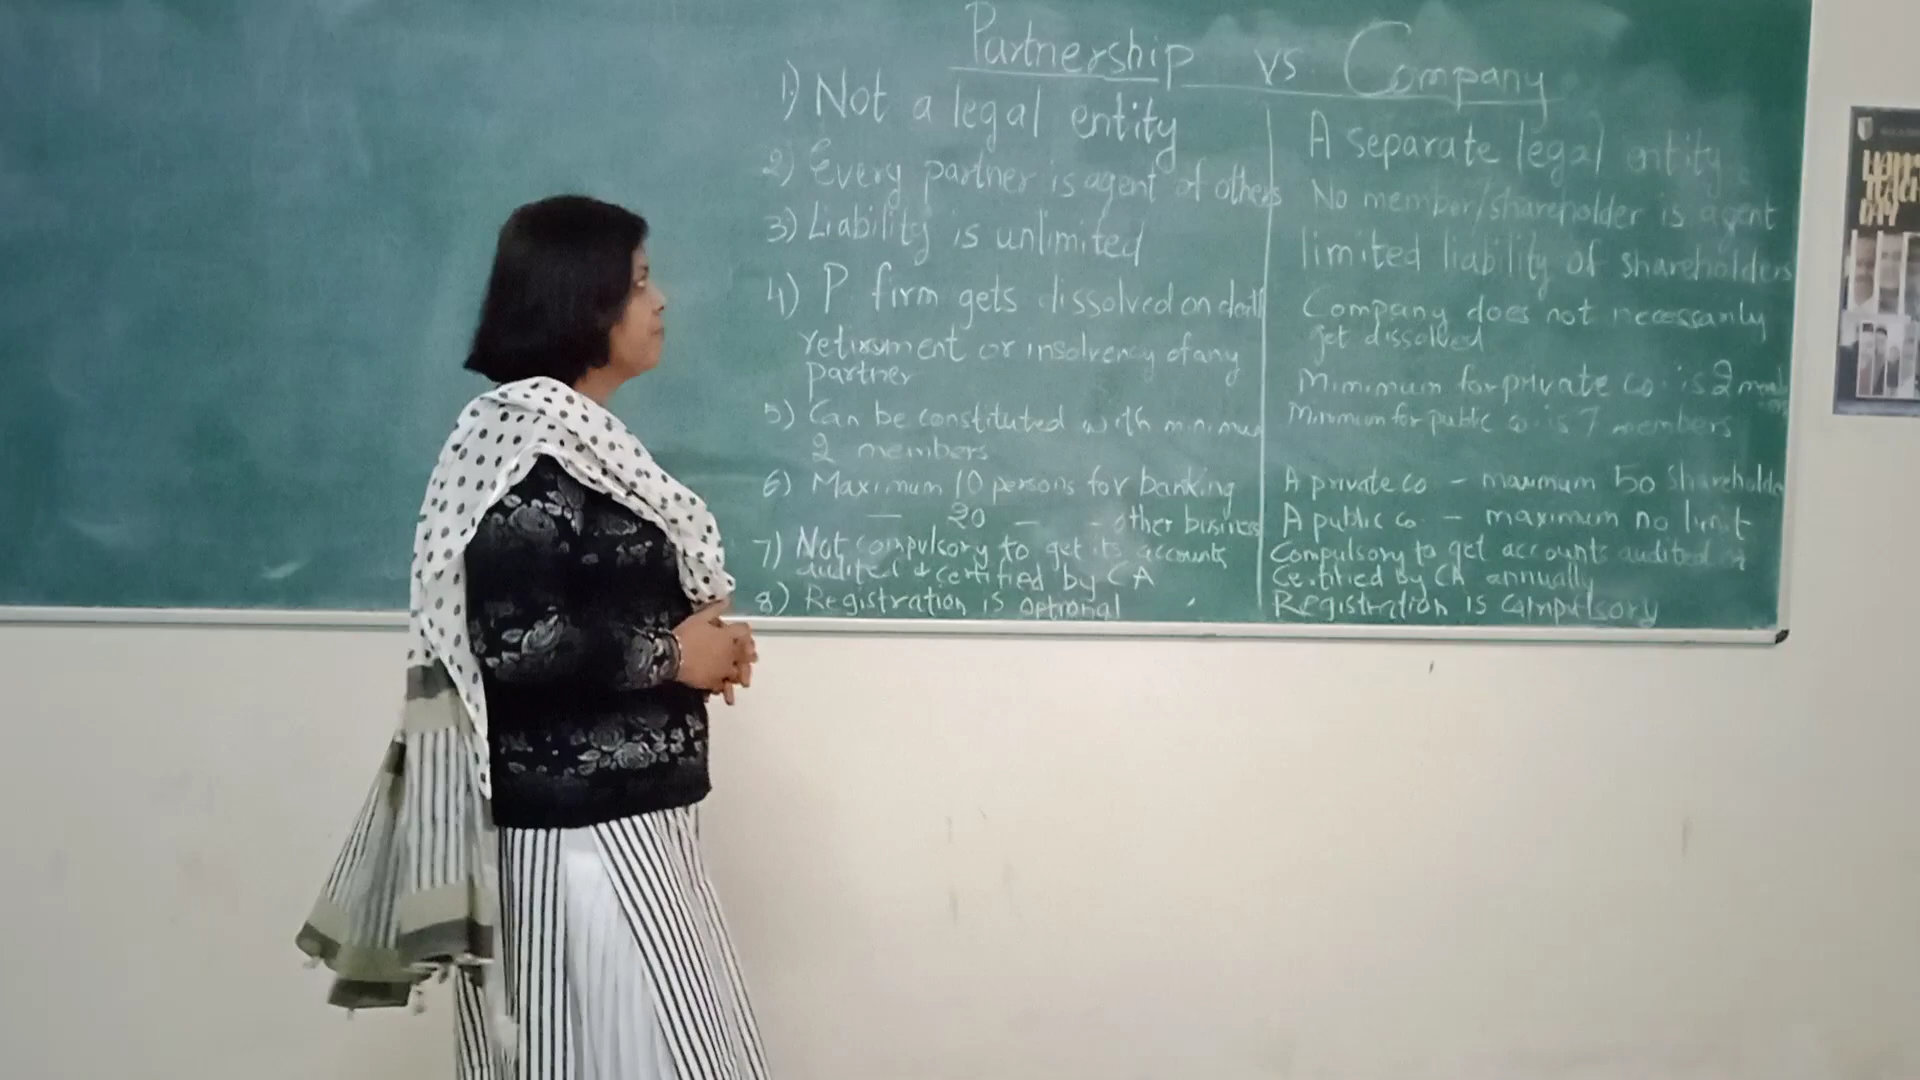 Partnership vs Company
1) Not a legal entity
2) Every partner is agent of others
3) Liability is unlimited
4) P firm gets dissolved on death
retirement or insolvency of any
partner
5) Can be constituted with minimum
2 members
6) Maximum 10 persons for banking
— 20 — - other business
7) Not compulsory to get its accounts
audited & certified by CA
8) Registration is optional
A separate legal entity
No member/shareholder is agent
limited liability of shareholders
Company does not necessarily
get dissolved
Minimum for private co. is 2
Minimum for public co. is 7 members
A private co - maximum 50 Shareholder
A public co. - maximum no limit
Compulsory to get accounts audited
Certified by CA annually
Registration is compulsory
DAY